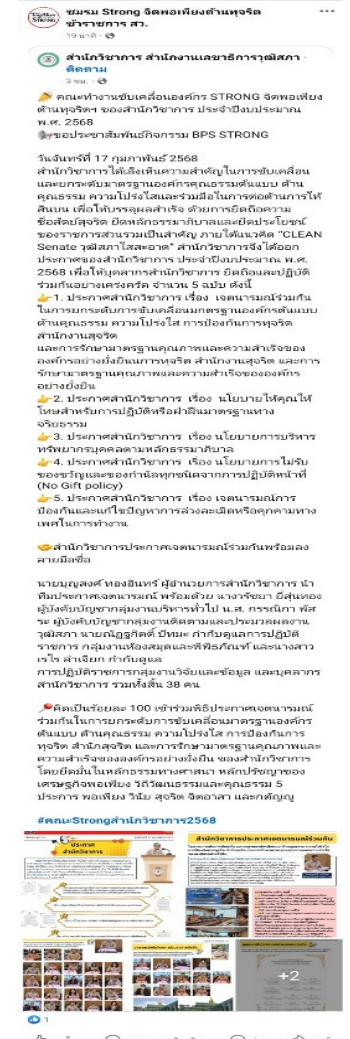 ชมรม Strong จิตพอเพียงต้านทุจริต
ข้าราชการ สว.
19 นาที
สำนักวิชาการ สำนักงานเลขาธิการวุฒิสภา
ติดตาม
3 ชม.
🎉 คณะทำงานขับเคลื่อนองค์กร STRONG จิตพอเพียง
ต้านทุจริตฯ ของสำนักวิชาการ ประจำปีงบประมาณ
พ.ศ. 2568
ขอประชาสัมพันธ์กิจกรรม BPS STRONG
วันจันทร์ที่ 17 กุมภาพันธ์ 2568
สำนักวิชาการได้เล็งเห็นความสำคัญในการขับเคลื่อน
และยกระดับมาตรฐานองค์กรคุณธรรมต้นแบบ ด้าน
คุณธรรม ความโปร่งใสและร่วมมือในการต่อต้านการให้
สินบน เพื่อให้บรรลุผลสำเร็จ ด้วยการยึดถือความ
ซื่อสัตย์สุจริต ยึดหลักธรรมาภิบาลและยึดประโยชน์
ของราชการส่วนรวมเป็นสำคัญ ภายใต้แนวคิด "CLEAN
Senate วุฒิสภาใสสะอาด" สำนักวิชาการจึงได้ออก
ประกาศของสำนักวิชาการ ประจำปีงบประมาณ พ.ศ.
2568 เพื่อให้บุคลากรสำนักวิชาการ ยึดถือและปฏิบัติ
ร่วมกันอย่างเคร่งครัด จำนวน 5 ฉบับ ดังนี้
👉1. ประกาศสำนักวิชาการ เรื่อง เจตนารมณ์ร่วมกัน
ในการยกระดับการขับเคลื่อนมาตรฐานองค์กรต้นแบบ
ด้านคุณธรรม ความโปร่งใส การป้องกันการทุจริต
สำนักงานสุจริต
และการรักษามาตรฐานคุณภาพและความสำเร็จของ
องค์กรอย่างยั่งยืนนการทุจริต สำนักงานสุจริต และการ
รักษามาตรฐานคุณภาพและความสำเร็จขององค์กร
อย่างยั่งยืน
👉2. ประกาศสำนักวิชาการ เรื่อง นโยบายให้คุณให้
โทษสำหรับการปฏิบัติหรือฝ่าฝืนมาตรฐานทาง
จริยธรรม
👉3. ประกาศสำนักวิชาการ เรื่อง นโยบายการบริหาร
ทรัพยากรบุคคลตามหลักธรรมาภิบาล
👉4. ประกาศสำนักวิชาการ เรื่อง นโยบายการไม่รับ
ของขวัญและของกำนัลทุกชนิดจากการปฏิบัติหน้าที่
(No Gift policy)
👉5. ประกาศสำนักวิชาการ เรื่อง เจตนารมณ์การ
ป้องกันและแก้ไขปัญหาการล่วงละเมิดหรือคุกคามทาง
เพศในการทำงาน
🤝สำนักวิชาการประกาศเจตนารมณ์ร่วมกันพร้อมลง
ลายมือชื่อ
นายบุญสงค์ ทองอินทร์ ผู้อำนวยการสำนักวิชาการ นำ
ทีมประกาศเจตนารมณ์ พร้อมด้วย นางวรัชยา ยี่สุ่นทอง
ผู้บังคับบัญชากลุ่มงานบริหารทั่วไป น.ส. กรรณิกา พัส
ระ ผู้บังคับบัญชากลุ่มงานติดตามและประมวลผลงาน
วุฒิสภา นายณัฏฐกิตติ์ ปัทมะ กำกับดูแลการปฏิบัติ
ราชการ กลุ่มงานห้องสมุดและพิพิธภัณฑ์ และนางสาว
เรไร ลำเจียก กำกับดูแล
การปฏิบัติราชการกลุ่มงานวิจัยและข้อมูล และบุคลากร
สำนักวิชาการ รวมทั้งสิ้น 38 คน
📌คิดเป็นร้อยละ 100 เข้าร่วมพิธีประกาศเจตนารมณ์
ร่วมกันในการยกระดับการขับเคลื่อนมาตรฐานองค์กร
ต้นแบบ ด้านคุณธรรม ความโปร่งใส การป้องกันการ
ทุจริต สำนักสุจริต และการรักษามาตรฐานคุณภาพและ
ความสำเร็จขององค์กรอย่างยั่งยืน ของสำนักวิชาการ
โดยยึดมั่นในหลักธรรมทางศาสนา หลักปรัชญาของ
เศรษฐกิจพอเพียง วิถีวัฒนธรรมและคุณธรรม 5
ประการ พอเพียง วินัย สุจริต จิตอาสา และกตัญญู
#คณะStrongสำนักวิชาการ2568
ประกาศ
สำนักวิชาการ
สำนักวิชาการประกาศเจตนารมณ์ร่วมกัน
+2
1